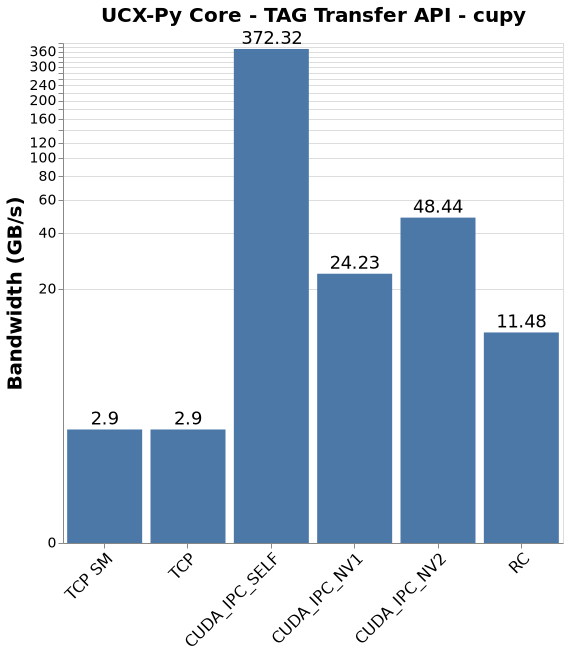 UCX-Py Core - TAG Transfer API - cupy
372.32
360
300
240
200
160
120
100
80
60
48.44
40
24.23
20
11.48
2.9
2.9
0
Bandwidth (GB/s)
TCP SM
TCP
CUDA_IPC_SELF
CUDA_IPC_NV1
CUDA_IPC_NV2
RC